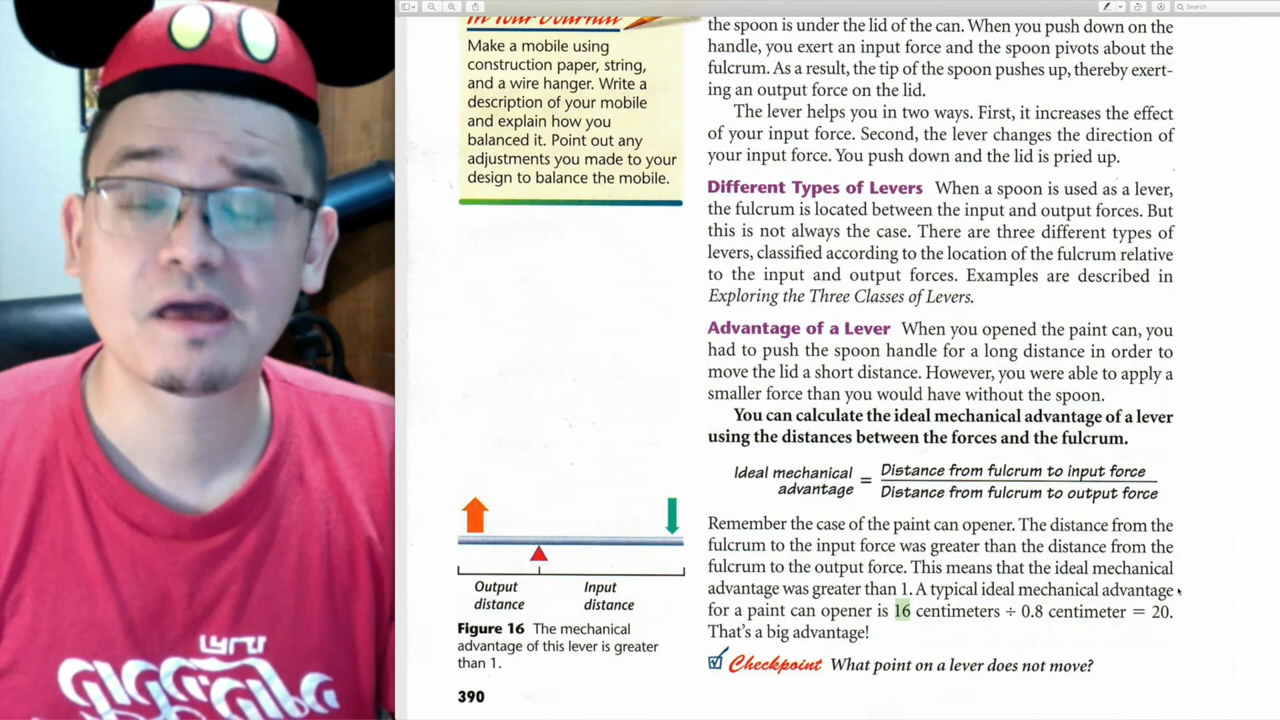 Search
In Your Journal
Make a mobile using
construction paper, string,
and a wire hanger. Write a
description of your mobile
and explain how you
balanced it. Point out any
adjustments you made to your
design to balance the mobile.
the spoon is under the lid of the can. When you push down on the
handle, you exert an input force and the spoon pivots about the
fulcrum. As a result, the tip of the spoon pushes up, thereby exert-
ing an output force on the lid.
The lever helps you in two ways. First, it increases the effect
of your input force. Second, the lever changes the direction of
your input force. You push down and the lid is pried up.
Different Types of Levers When a spoon is used as a lever,
the fulcrum is located between the input and output forces. But
this is not always the case. There are three different types of
levers, classified according to the location of the fulcrum relative
to the input and output forces. Examples are described in
Exploring the Three Classes of Levers.
Advantage of a Lever When you opened the paint can, you
had to push the spoon handle for a long distance in order to
move the lid a short distance. However, you were able to apply a
smaller force than you would have without the spoon.
You can calculate the ideal mechanical advantage of a lever
using the distances between the forces and the fulcrum.
Ideal mechanical advantage = Distance from fulcrum to input force
Distance from fulcrum to output force
Remember the case of the paint can opener. The distance from the
fulcrum to the input force was greater than the distance from the
fulcrum to the output force. This means that the ideal mechanical
advantage was greater than 1. A typical ideal mechanical advantage
for a paint can opener is 16 centimeters ÷ 0.8 centimeter = 20.
That's a big advantage!
Checkpoint What point on a lever does not move?
Output distance
Input distance
Figure 16 The mechanical
advantage of this lever is greater
than 1.
390